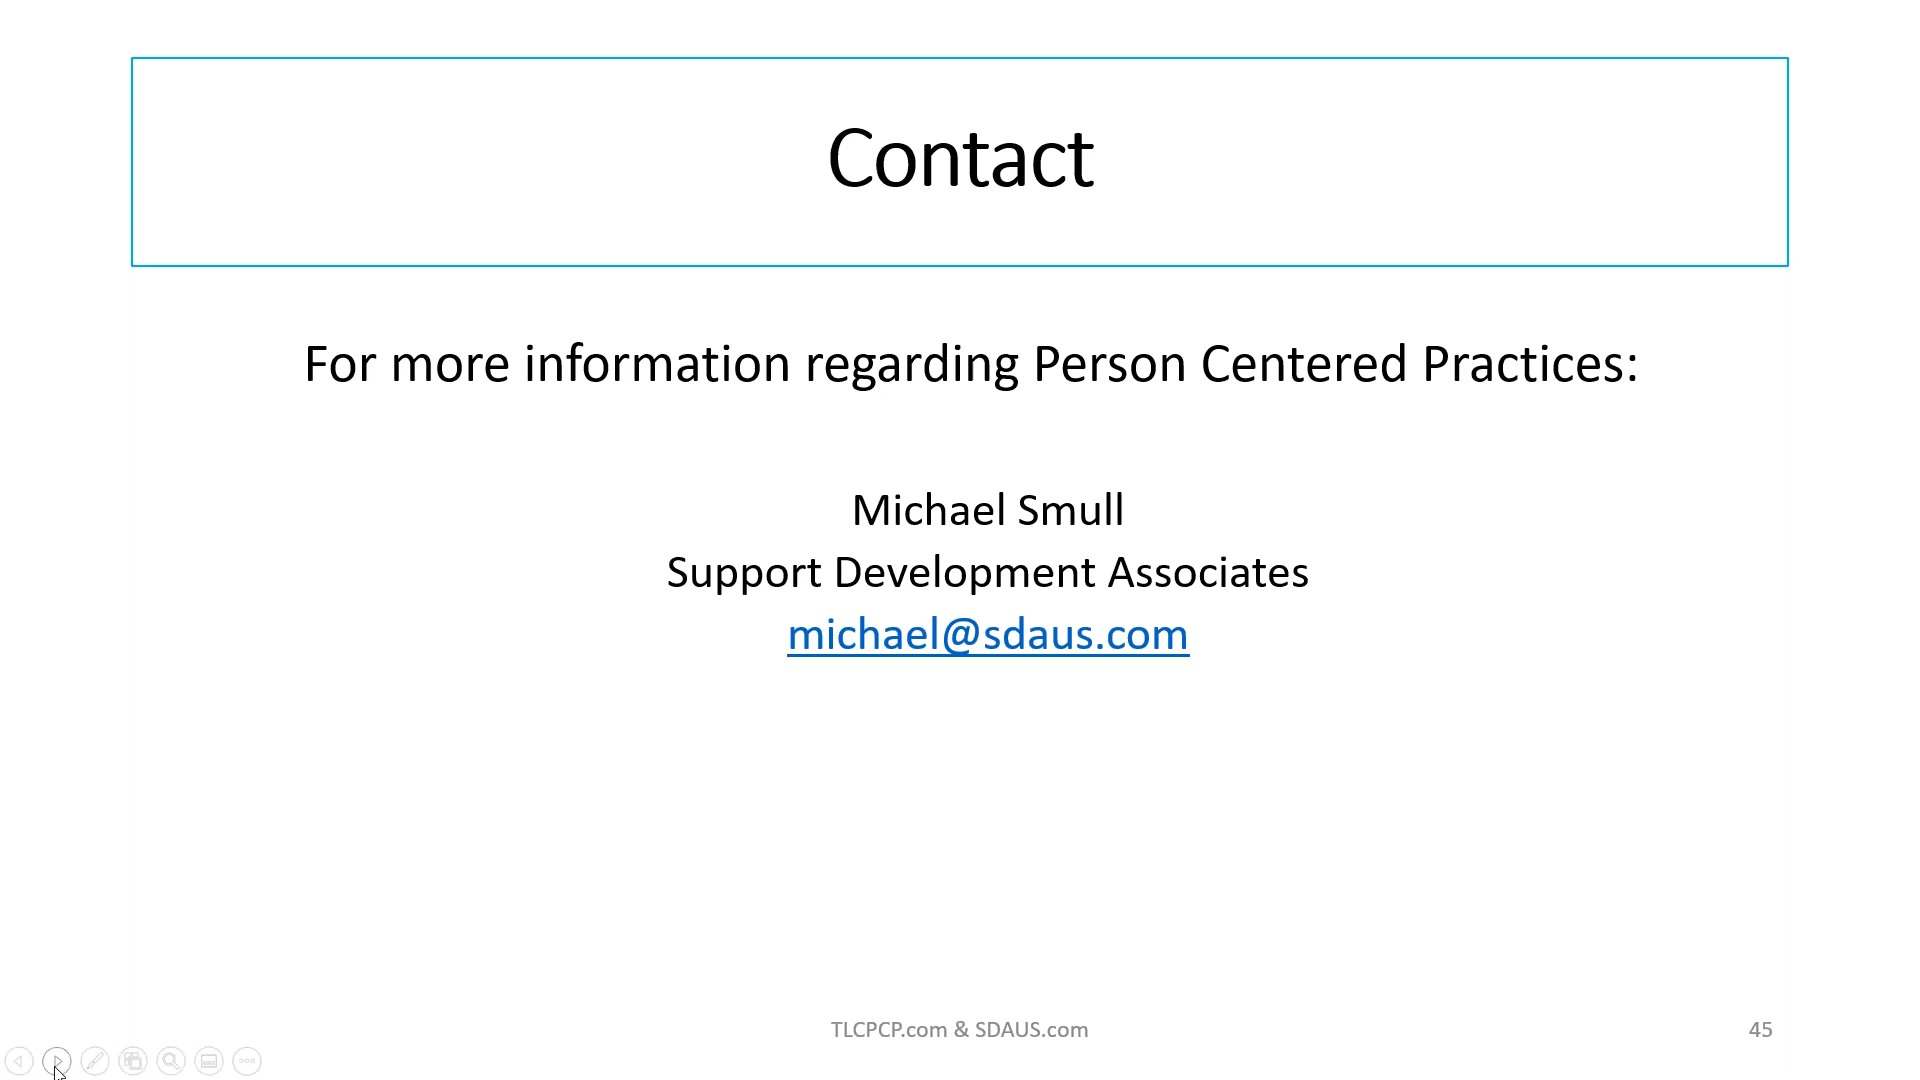 Contact
For more information regarding Person Centered Practices:
Michael Smull
Support Development Associates
michael@sdaus.com
TLCPCP.com & SDAUS.com
45